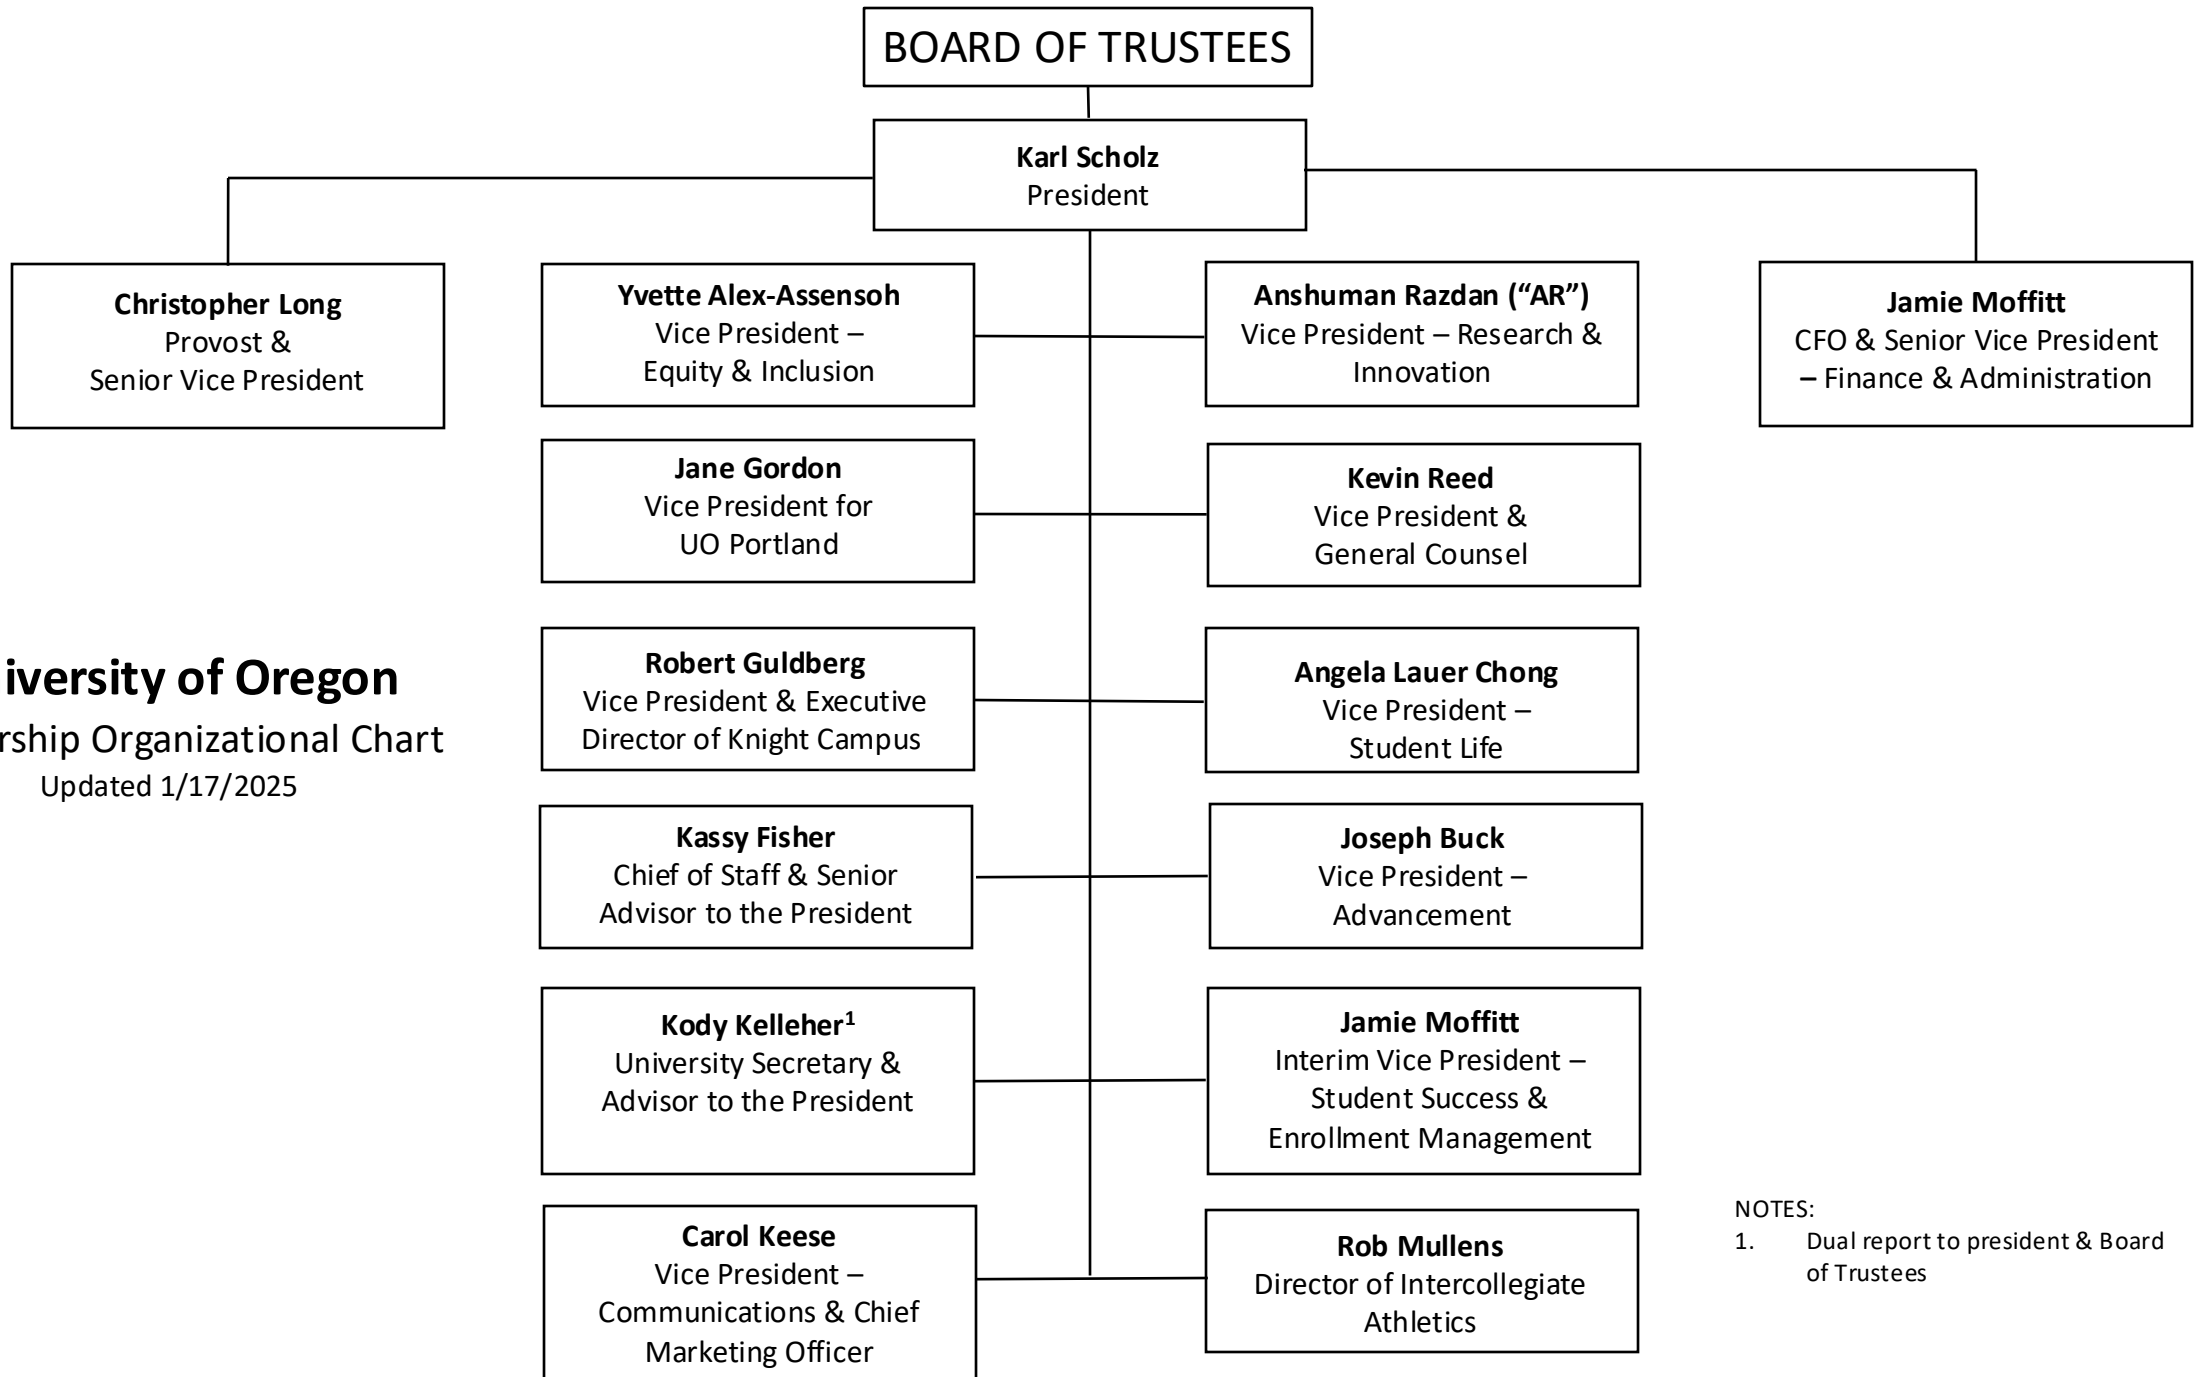 BOARD OF TRUSTEES
Karl Scholz
President
Christopher Long
Provost &
Senior Vice President
Yvette Alex-Assensoh
Vice President –
Equity & Inclusion
Anshuman Razdan (“AR”)
Vice President – Research &
Innovation
Jamie Moffitt
CFO & Senior Vice President
– Finance & Administration
Jane Gordon
Vice President for
UO Portland
Kevin Reed
Vice President &
General Counsel
iversity of Oregon
rship Organizational Chart
Updated 1/17/2025
Robert Guldberg
Vice President & Executive
Director of Knight Campus
Angela Lauer Chong
Vice President –
Student Life
Kassy Fisher
Chief of Staff & Senior
Advisor to the President
Joseph Buck
Vice President –
Advancement
Kody Kelleher¹
University Secretary &
Advisor to the President
Jamie Moffitt
Interim Vice President –
Student Success &
Enrollment Management
Carol Keese
Vice President –
Communications & Chief
Marketing Officer
Rob Mullens
Director of Intercollegiate
Athletics
NOTES:
1. Dual report to president & Board
of Trustees